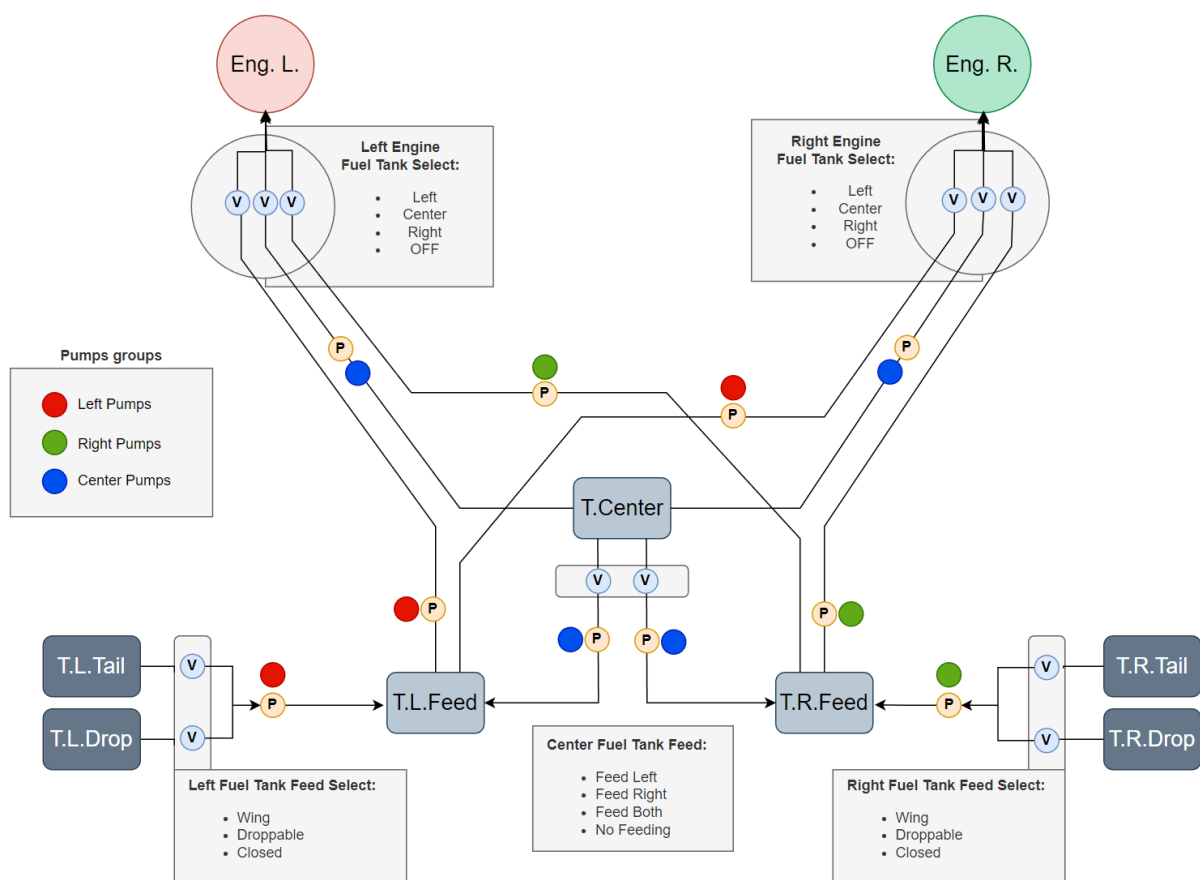 Eng. L.
Eng. R.
Left Engine
Fuel Tank Select:
Left
Center
Right
OFF
Right Engine
Fuel Tank Select:
Left
Center
Right
OFF
V
V
V
V
V
V
P
P
P
P
Pumps groups
Left Pumps
Right Pumps
Center Pumps
T.Center
V
V
P
P
P
P
T.L.Tail
T.L.Drop
V
V
P
T.L.Feed
T.R.Feed
P
V
V
T.R.Tail
T.R.Drop
Left Fuel Tank Feed Select:
Wing
Droppable
Closed
Center Fuel Tank Feed:
Feed Left
Feed Right
Feed Both
No Feeding
Right Fuel Tank Feed Select:
Wing
Droppable
Closed